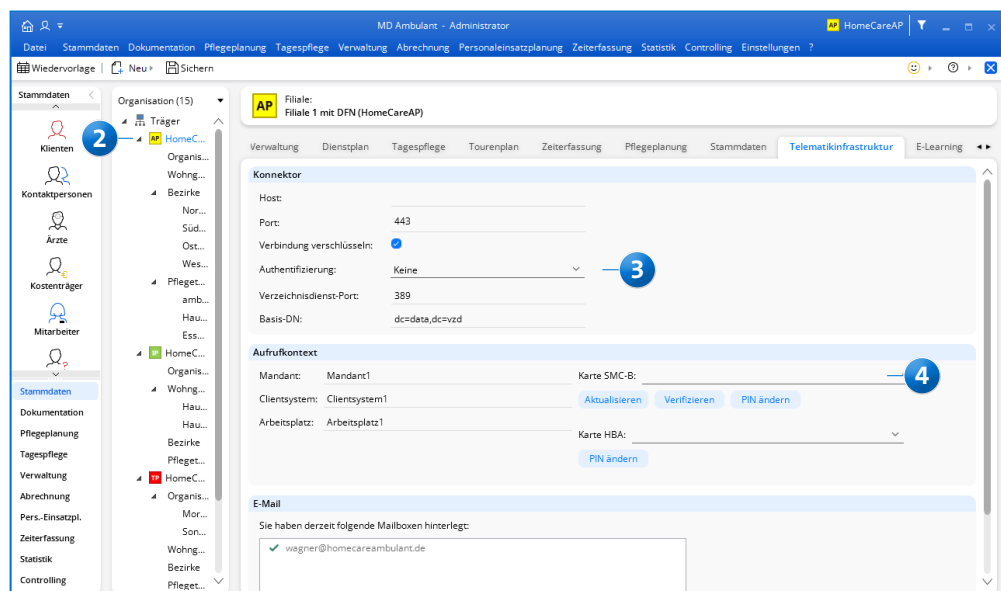 MD Ambulant - Administrator
AP HomeCareAP
Datei Stammdaten Dokumentation Pflegeplanung Tagespflege Verwaltung Abrechnung Personaleinsatzplanung Zeiterfassung Statistik Controlling Einstellungen ?
Wiedervorlage | Neu Sichern
Stammdaten
Klienten
Kontaktpersonen
Ärzte
Kostenträger
Mitarbeiter
Stammdaten
Dokumentation
Pflegeplanung
Tagespflege
Verwaltung
Abrechnung
Pers.-Einsatzpl.
Zeiterfassung
Statistik
Controlling
Organisation (15)
Träger
2
AP HomeC...
Organis...
Wohng...
Bezirke
Nor...
Süd...
Ost...
Wes...
Pfleget...
amb...
Hau...
Ess...
HomeC...
Organis...
Wohng...
Hau...
Hau...
Bezirke
Pfleget...
TP HomeC...
Organis...
Mor...
Son...
Wohng...
Bezirke
Pfleget...
AP
Filiale:
Filiale 1 mit DFN (HomeCareAP)
Verwaltung Dienstplan Tagespflege Tourenplan Zeiterfassung Pflegeplanung Stammdaten Telematikinfrastruktur E-Learning
Konnektor
Host:
Port: 443
Verbindung verschlüsseln:
Authentifizierung: Keine
3
Verzeichnisdienst-Port: 389
Basis-DN: dc=data,dc=vzd
Aufrufkontext
Mandant: Mandant1
Clientsystem: Clientsystem1
Arbeitsplatz: Arbeitsplatz1
Karte SMC-B:
4
Aktualisieren Verifizieren PIN ändern
Karte HBA:
PIN ändern
E-Mail
Sie haben derzeit folgende Mailboxen hinterlegt:
wagner@homecareambulant.de